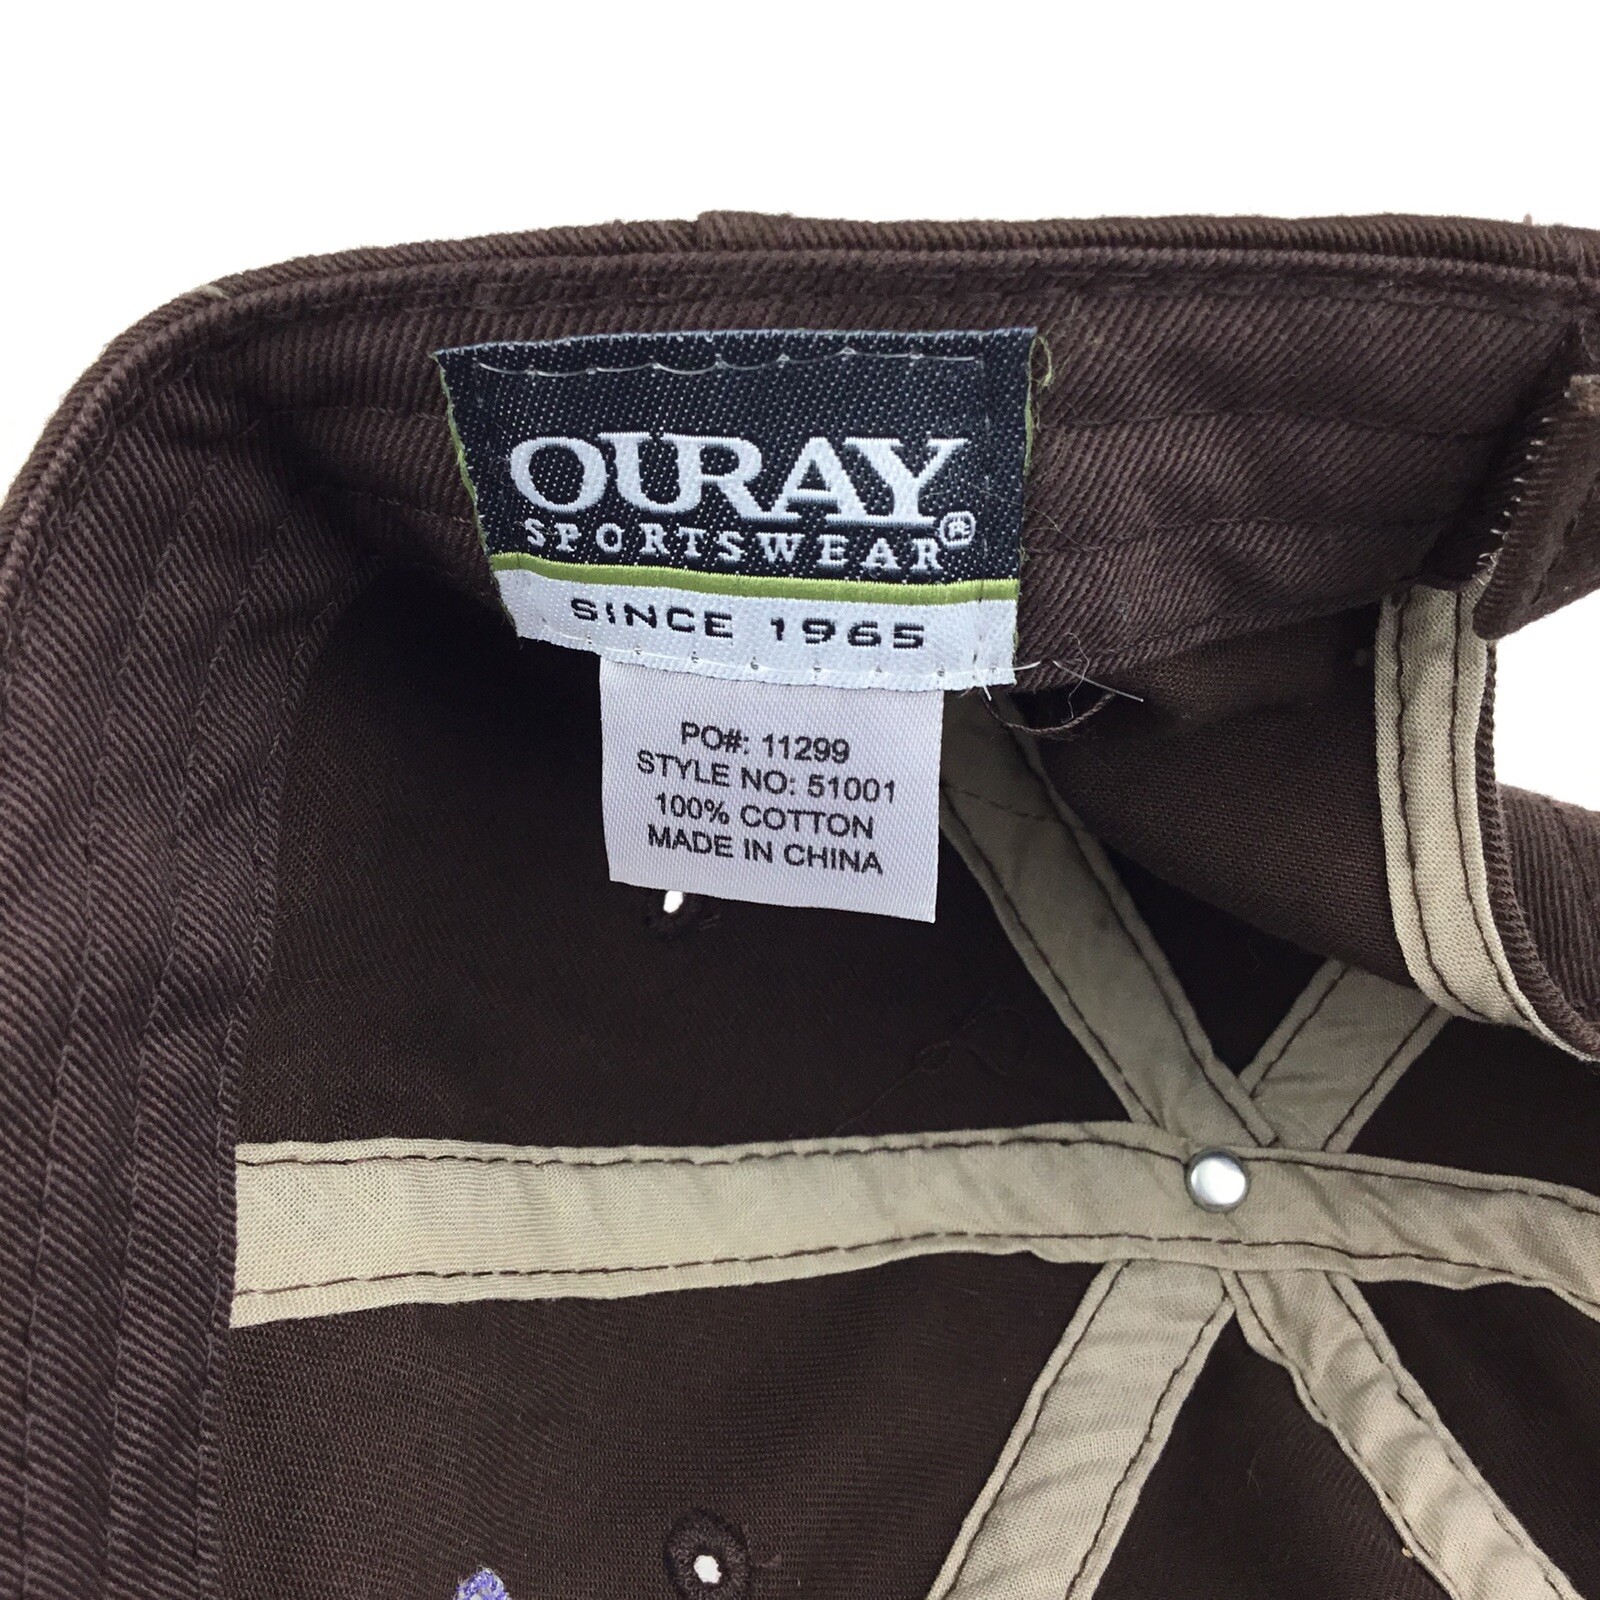 OURAY
SPORTSWEAR®
SINCE 1965
PO#: 11299
STYLE NO: 51001
100% COTTON
MADE IN CHINA